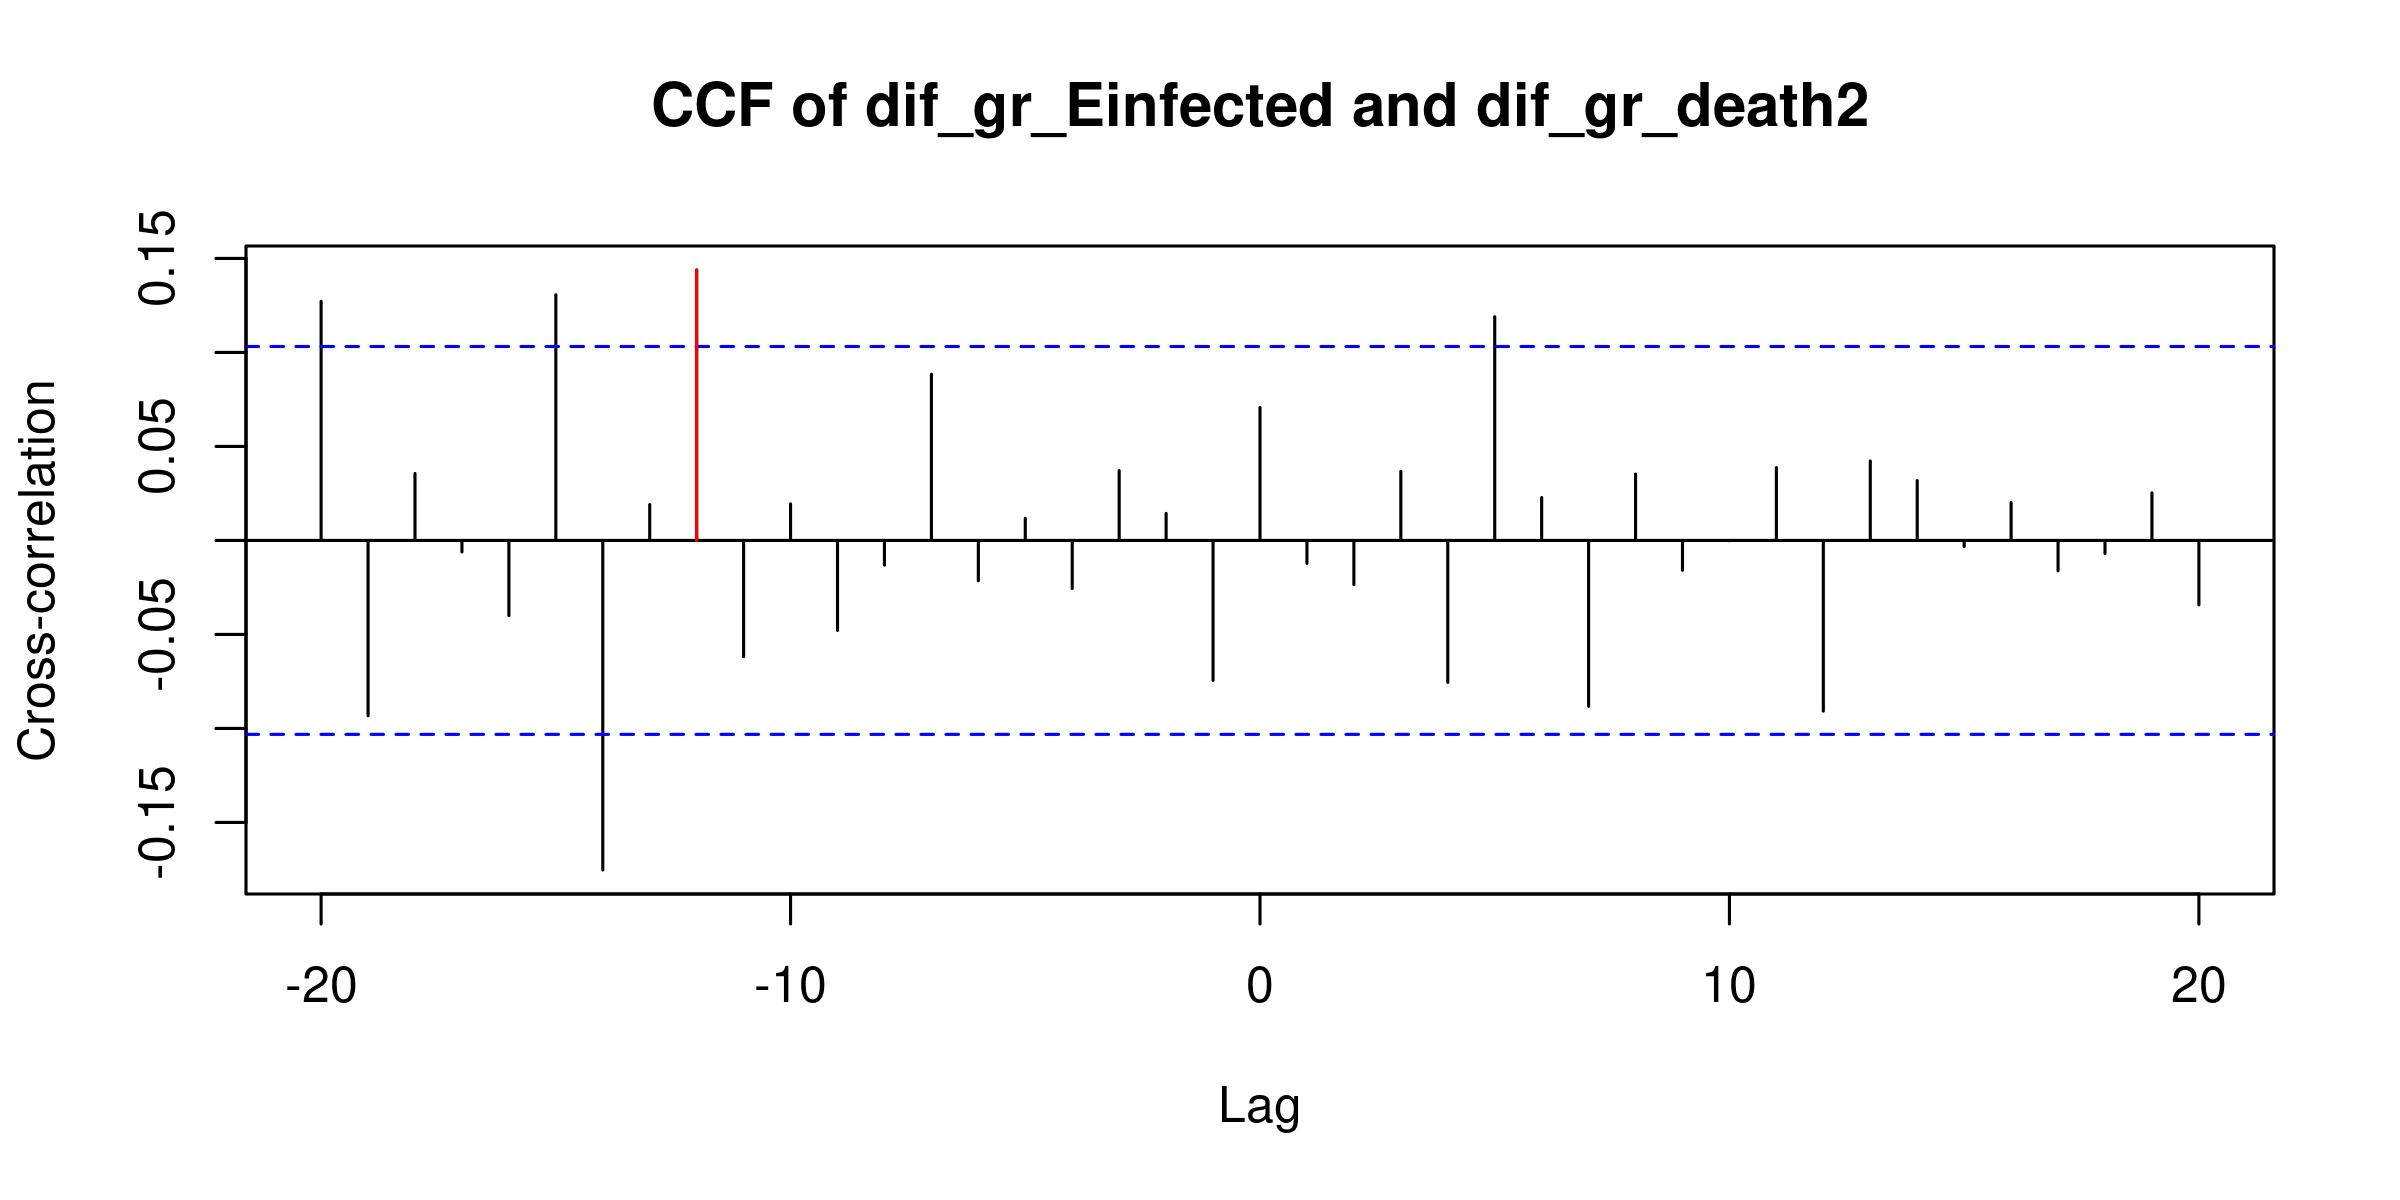 CCF of dif_gr_Einfected and dif_gr_death2
0.15
0.05
-0.05
-0.15
Cross-correlation
-20 -10 0 10 20
Lag